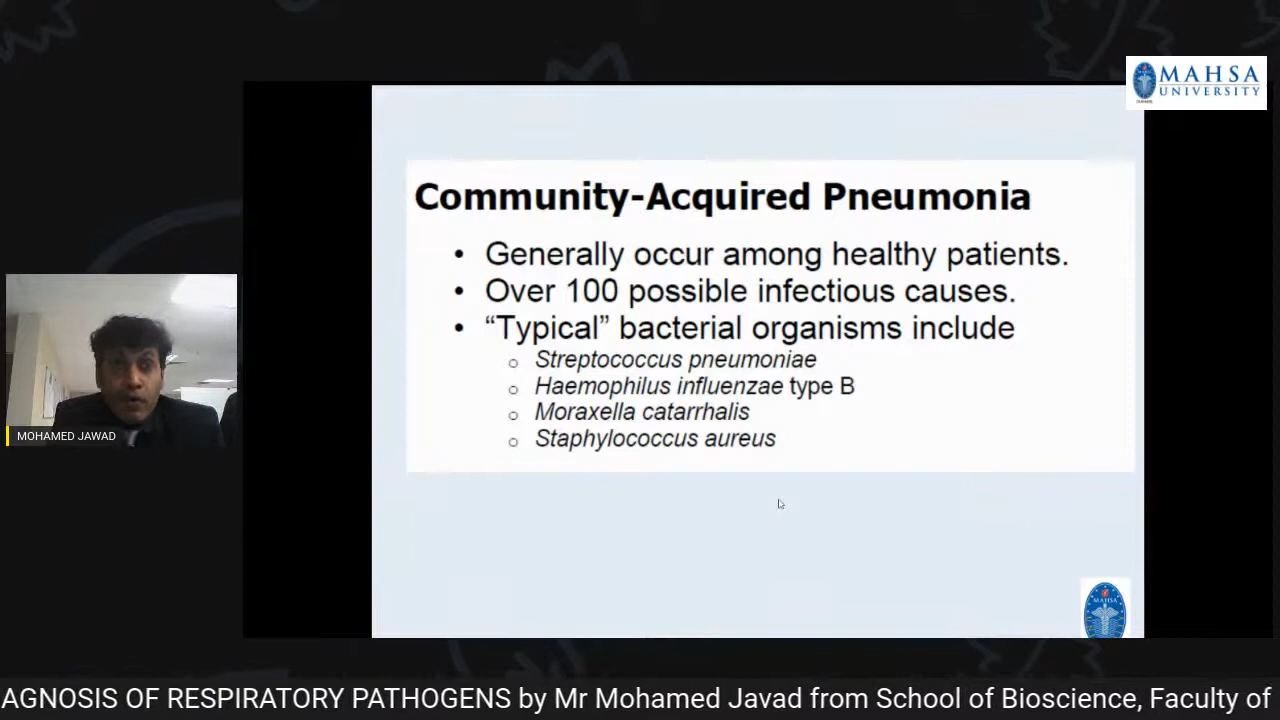 MAHSA
UNIVERSITY
Community-Acquired Pneumonia
• Generally occur among healthy patients.
• Over 100 possible infectious causes.
• “Typical” bacterial organisms include
o Streptococcus pneumoniae
o Haemophilus influenzae type B
o Moraxella catarrhalis
o Staphylococcus aureus
MOHAMED JAWAD
MAHSA
AGNOSIS OF RESPIRATORY PATHOGENS by Mr Mohamed Javad from School of Bioscience, Faculty of